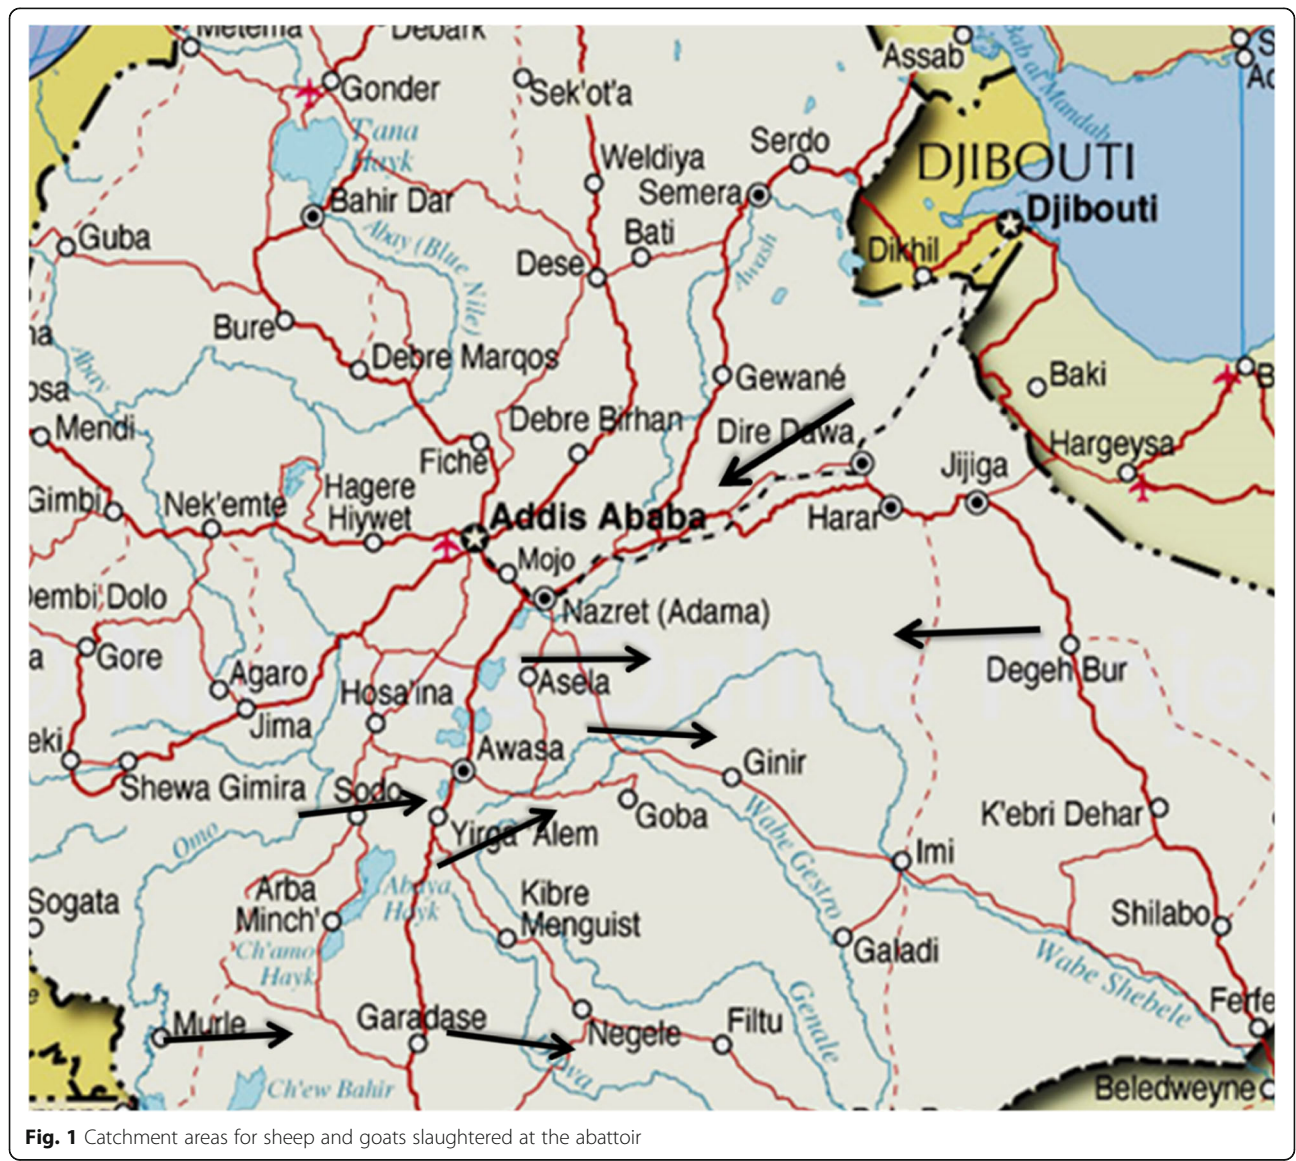 Metema
Debark
Assab
Bab al Mandab
Gonder
Sek'ot'a
T'ana
Hayk
Serdo
Weldiya
DJIBOUTI
Semera
Bahir Dar
Djibouti
Guba
Abay (Blue Nile)
Bati
Dikhil
Dese
Awash
Bure
Abay
Debre Marqos
Gewané
Baki
Mendi
Debre Birhan
Dire Dawa
Hargeysa
Fiche
Jijiga
Gimbi
Nek'emte
Hagere
Hiywet
Addis Ababa
Harar
Mojo
Dembi Dolo
Nazret (Adama)
Gore
Agaro
Asela
Degeh Bur
Hosa'ina
Jima
Awasa
Ginir
Shewa Gimira
Sodo
Goba
K'ebri Dehar
Omo
Yirga Alem
Wabe Gestro
Imi
Arba
Minch'
Abaya
Hayk
Kibre
Menguist
Sogata
Shilabo
Galadi
Ch'amo
Hayk
Wabe Shebele
Genale
Ferfe
Murle
Garadase
Negele
Filtu
Dawa
Ch'ew Bahir
Beledweyne
Fig. 1 Catchment areas for sheep and goats slaughtered at the abattoir